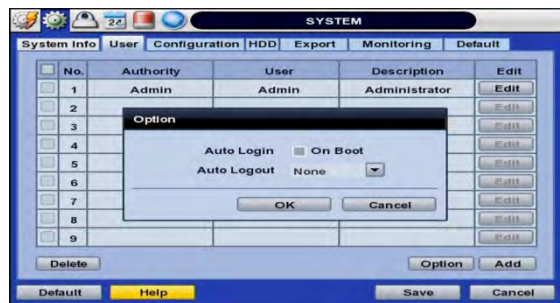 24 SYSTEM
System Info User Configuration HDD Export Monitoring Default
No. Authority User Description Edit
1 Admin Admin Administrator Edit
2 Edit
Option
3 Edit
4 Edit
Auto Login On Boot
5 Edit
Auto Logout None
6 Edit
7 Edit
OK Cancel
8 Edit
9 Edit
Delete Option Add
Default Help Save Cancel